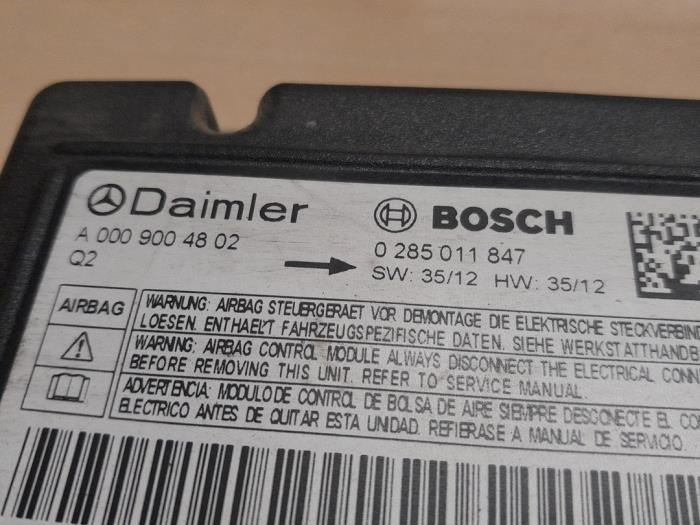 Daimler BOSCH
A 000 900 48 02 0 285 011 847
Q2 SW: 35/12 HW: 35/12
AIRBAG WARNUNG: AIRBAG STEUERGERAET VOR DEMONTAGE DIE ELEKTRISCHE
LOESEN. ENTHAELT FAHRZEUGSPEZIFISCHE DATEN. SIEHE
WARNING: AIRBAG CONTROL MODULE ALWAYS DISCONNECT THE ELECTRICAL
BEFORE REMOVING THIS UNIT. REFER TO SERVICE MANUAL.
ADVERTENCIA: MODULO DE CONTROL DE BOLSA DE AIRE SIEMPRE DESCONECTE EL
ELECTRICO ANTES DE QUITAR ESTA UNIDAD. REFIERASE A MANUAL DE SERVICIO.